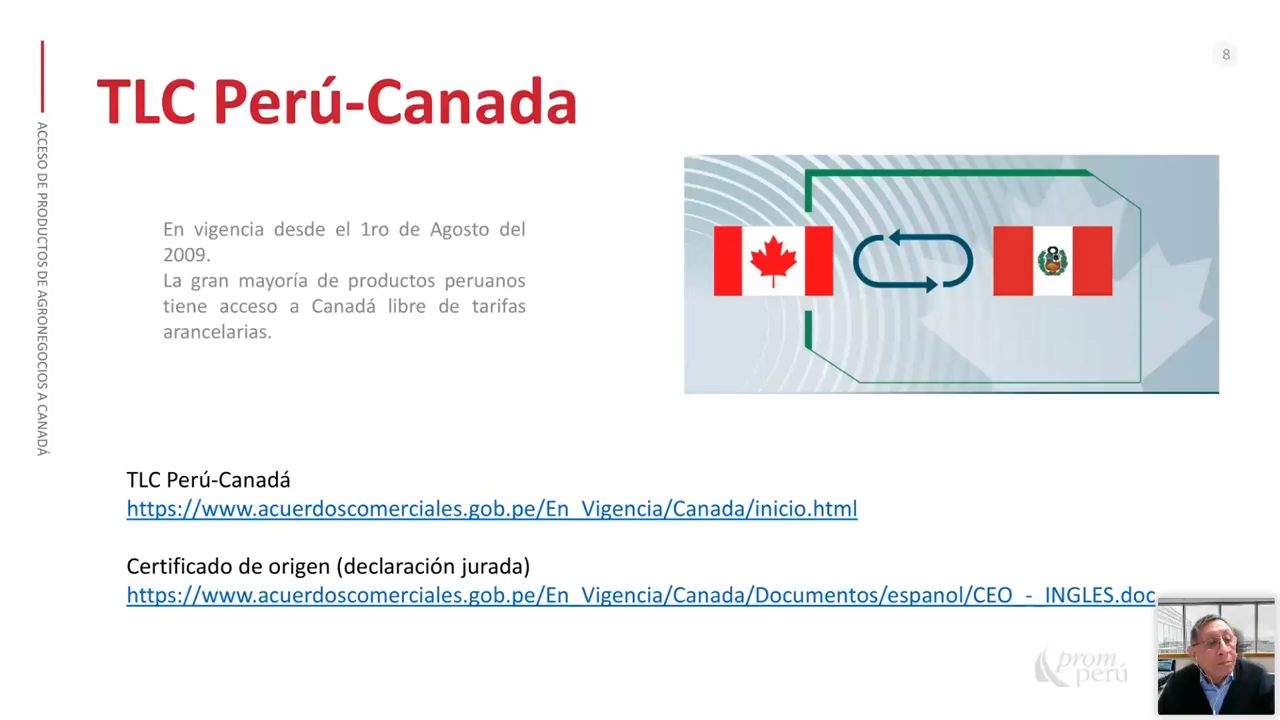 8
TLC Perú-Canada
ACCESO DE PRODUCTOS DE AGRONEGOCIOS A CANADÁ
En vigencia desde el 1ro de Agosto del
2009.
La gran mayoría de productos peruanos
tiene acceso a Canadá libre de tarifas
arancelarias.
TLC Perú-Canadá
https://www.acuerdoscomerciales.gob.pe/En_Vigencia/Canada/inicio.html
Certificado de origen (declaración jurada)
https://www.acuerdoscomerciales.gob.pe/En_Vigencia/Canada/Documentos/espanol/CEO_-_INGLES.doc
prom
perú